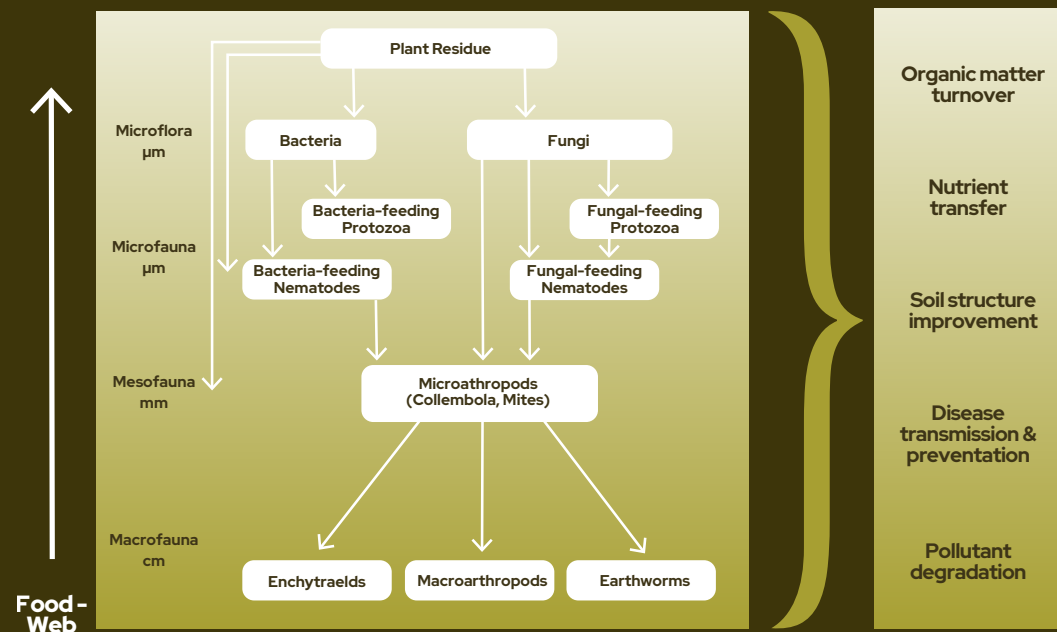 Plant Residue
Microflora
µm
Bacteria
Fungi
Bacteria-feeding
Protozoa
Fungal-feeding
Protozoa
Microfauna
µm
Bacteria-feeding
Nematodes
Fungal-feeding
Nematodes
Mesofauna
mm
Microathropods
(Collembola, Mites)
Macrofauna
cm
Enchytraelds
Macroarthropods
Earthworms
Food-
Web
Organic matter
turnover
Nutrient
transfer
Soil structure
improvement
Disease
transmission &
preventation
Pollutant
degradation